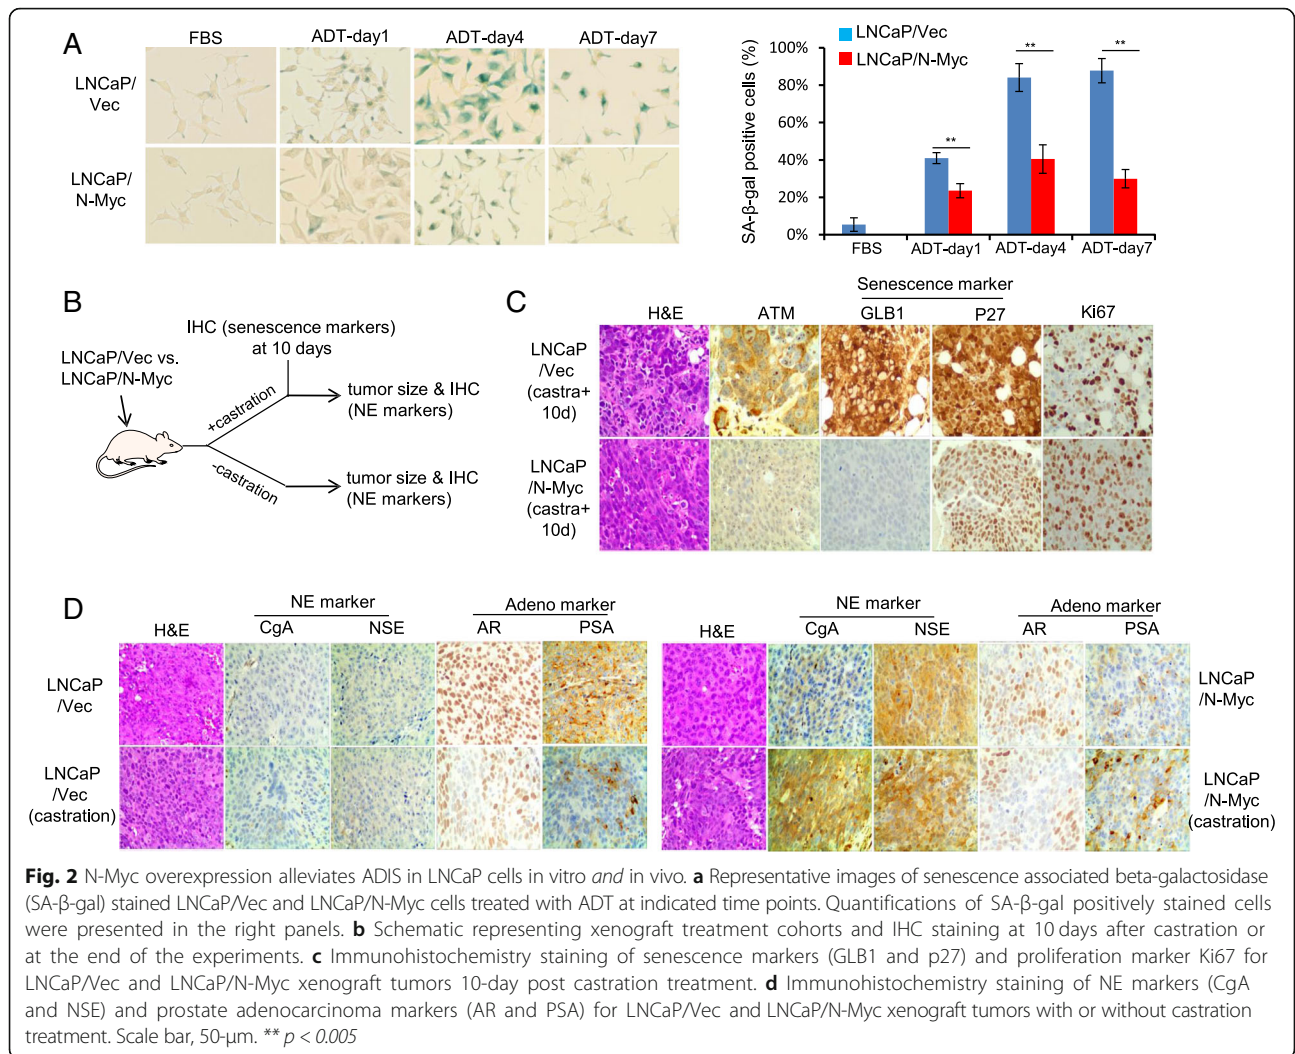 A
FBS
ADT-day1
ADT-day4
ADT-day7
LNCaP/
Vec
LNCaP/
N-Myc
LNCaP/Vec
LNCaP/N-Myc
SA-β-gal positive cells (%)
100%
80%
60%
40%
20%
0%
**
**
**
FBS
ADT-day1
ADT-day4
ADT-day7
B
IHC (senescence markers)
at 10 days
LNCaP/Vec vs.
LNCaP/N-Myc
+castration
tumor size & IHC
(NE markers)
-castration
tumor size & IHC
(NE markers)
C
Senescence marker
H&E
ATM
GLB1
P27
Ki67
LNCaP
/Vec
(castra+
10d)
LNCaP
/N-Myc
(castra+
10d)
D
NE marker
Adeno marker
H&E
CgA
NSE
AR
PSA
LNCaP
/Vec
LNCaP
/Vec
(castration)
NE marker
Adeno marker
H&E
CgA
NSE
AR
PSA
LNCaP
/N-Myc
LNCaP
/N-Myc
(castration)
Fig. 2 N-Myc overexpression alleviates ADIS in LNCaP cells in vitro and in vivo. a Representative images of senescence associated beta-galactosidase
(SA-β-gal) stained LNCaP/Vec and LNCaP/N-Myc cells treated with ADT at indicated time points. Quantifications of SA-β-gal positively stained cells
were presented in the right panels. b Schematic representing xenograft treatment cohorts and IHC staining at 10 days after castration or
at the end of the experiments. c Immunohistochemistry staining of senescence markers (GLB1 and p27) and proliferation marker Ki67 for
LNCaP/Vec and LNCaP/N-Myc xenograft tumors 10-day post castration treatment. d Immunohistochemistry staining of NE markers (CgA
and NSE) and prostate adenocarcinoma markers (AR and PSA) for LNCaP/Vec and LNCaP/N-Myc xenograft tumors with or without castration
treatment. Scale bar, 50-μm. ** p < 0.005